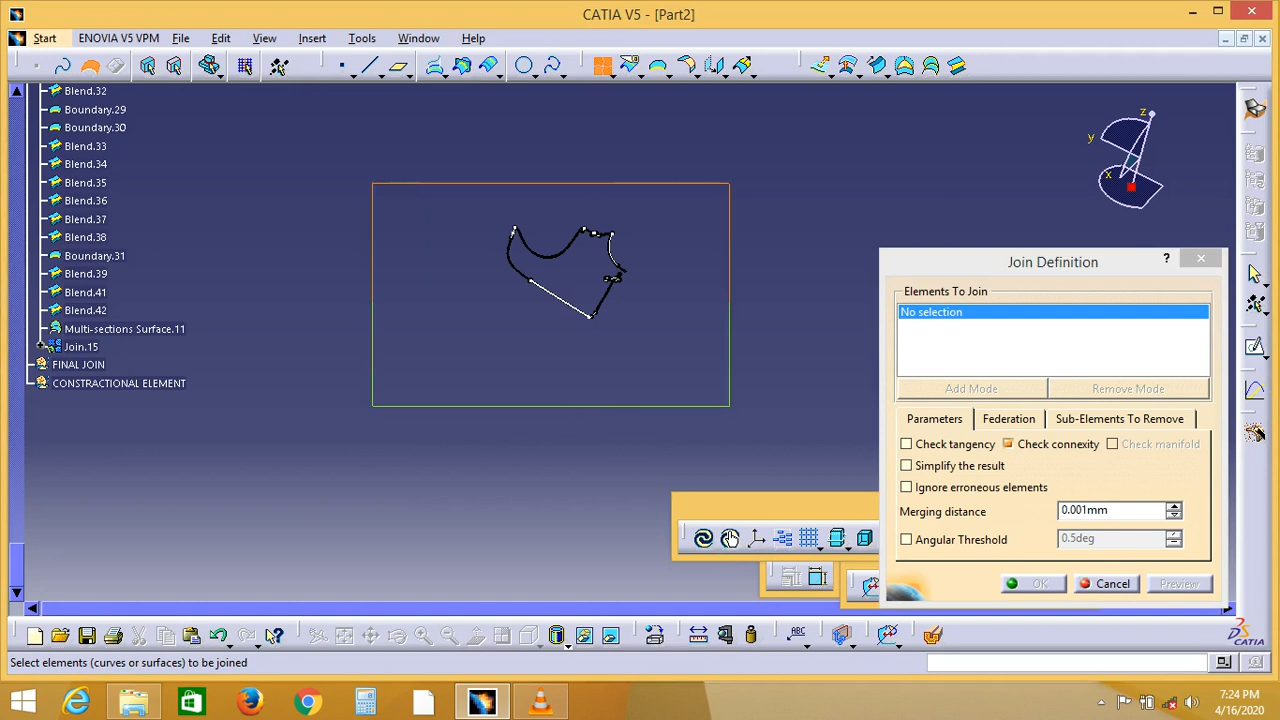 CATIA V5 - [Part2]
Start ENOVIA V5 VPM File Edit View Insert Tools Window Help
Blend.32
Boundary.29
Boundary.30
Blend.33
Blend.34
Blend.35
Blend.36
Blend.37
Blend.38
Boundary.31
Blend.39
Blend.41
Blend.42
Multi-sections Surface.11
Join.15
FINAL JOIN
CONSTRACTIONAL ELEMENT
z
y
x
Join Definition
?
Elements To Join
No selection
Add Mode Remove Mode
Parameters Federation Sub-Elements To Remove
Check tangency Check connexity Check manifold
Simplify the result
Ignore erroneous elements
Merging distance 0.001mm
Angular Threshold 0.5deg
OK Cancel Preview
ABC
CATIA
Select elements (curves or surfaces) to be joined
7:24 PM
4/16/2020